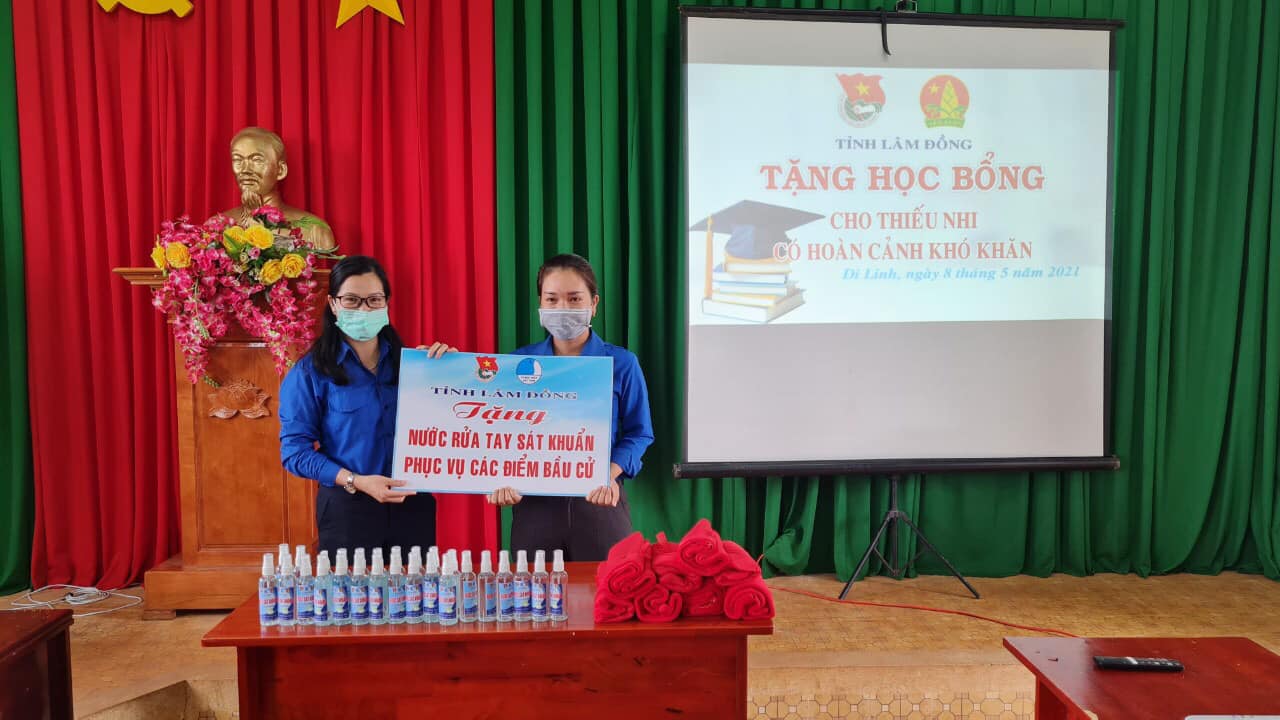 TỈNH LÂM ĐỒNG
TẶNG HỌC BỔNG
CHO THIẾU NHI
CÓ HOÀN CẢNH KHÓ KHĂN
Di Linh, ngày 8 tháng 5 năm 2021
TỈNH LÂM ĐỒNG
Tặng
NƯỚC RỬA TAY SÁT KHUẨN
PHỤC VỤ CÁC ĐIỂM BẦU CỬ